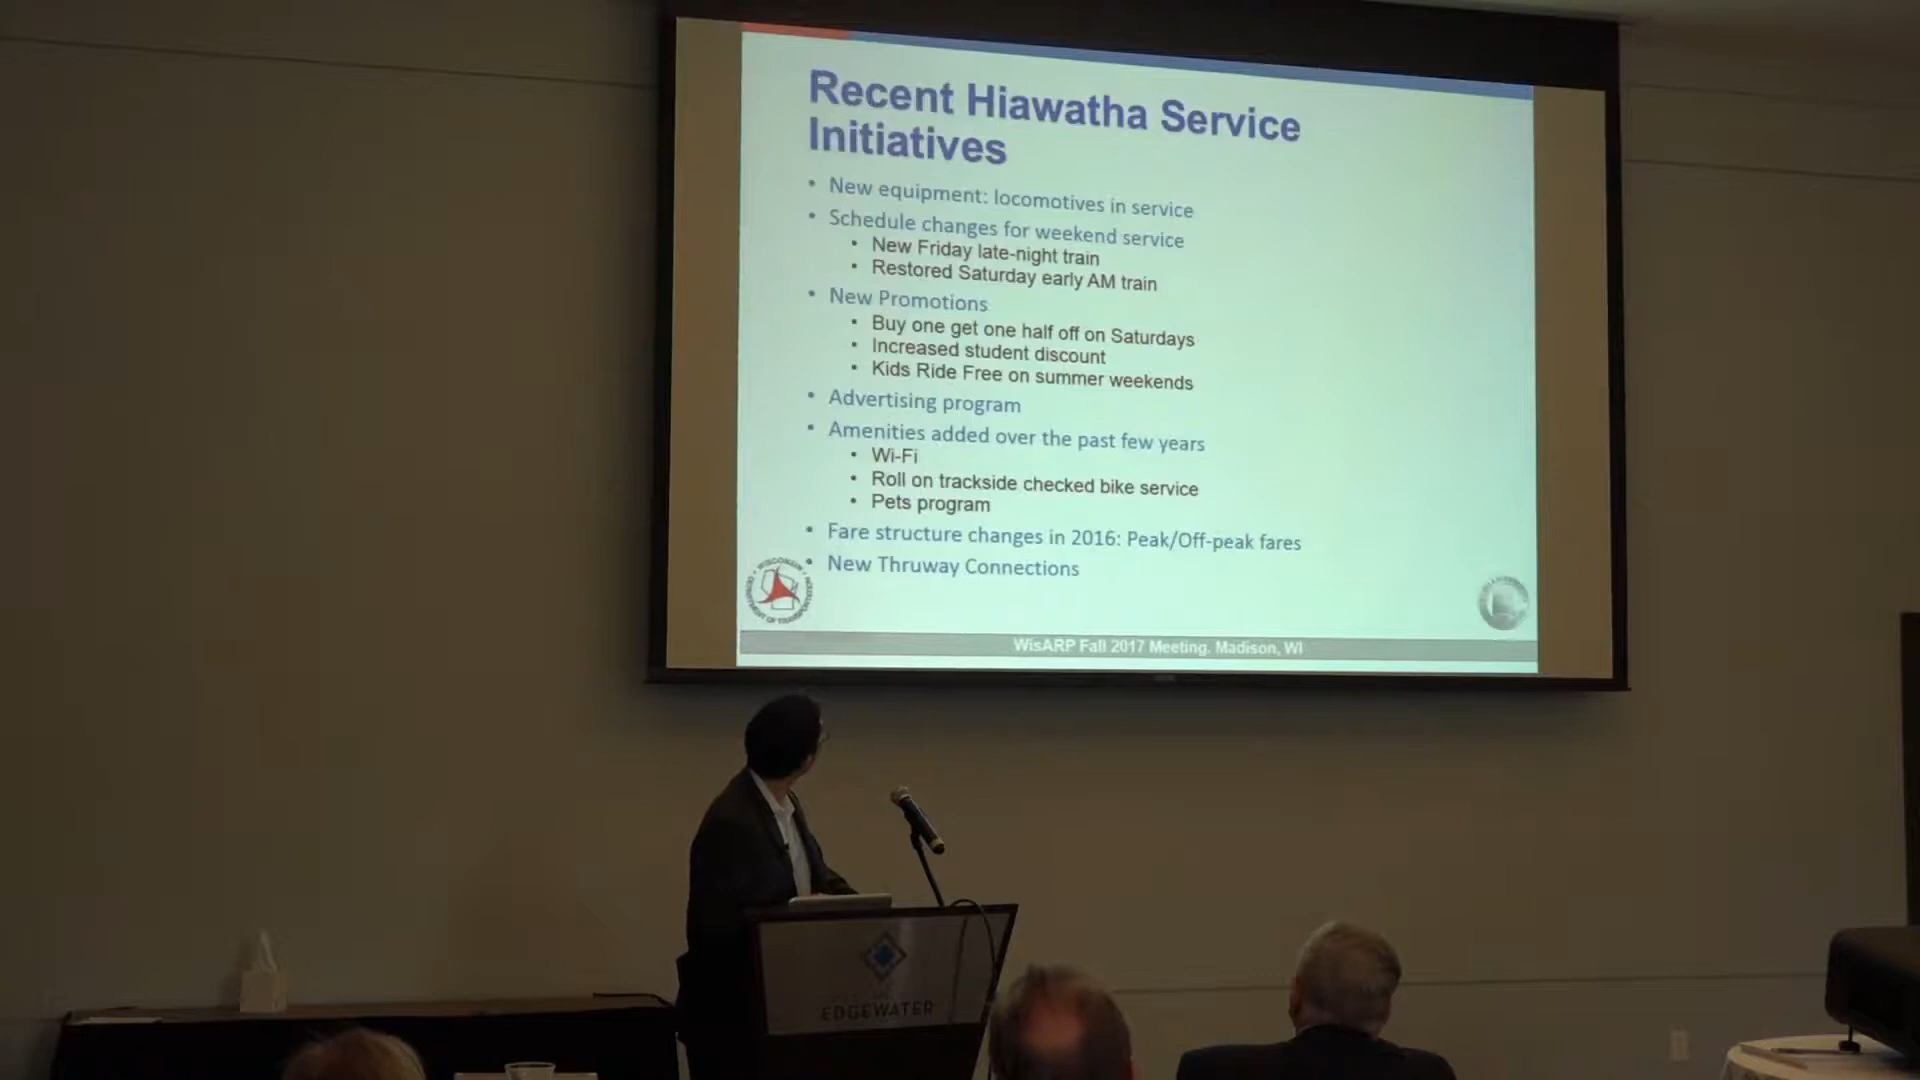 Recent Hiawatha Service
Initiatives
• New equipment: locomotives in service
• Schedule changes for weekend service
• New Friday late-night train
• Restored Saturday early AM train
• New Promotions
• Buy one get one half off on Saturdays
• Increased student discount
• Kids Ride Free on summer weekends
• Advertising program
• Amenities added over the past few years
• Wi-Fi
• Roll on trackside checked bike service
• Pets program
• Fare structure changes in 2016: Peak/Off-peak fares
• New Thruway Connections
WISCONSIN
DEPARTMENT OF TRANSPORTATION
WisARP Fall 2017 Meeting. Madison, WI
EDGEWATER